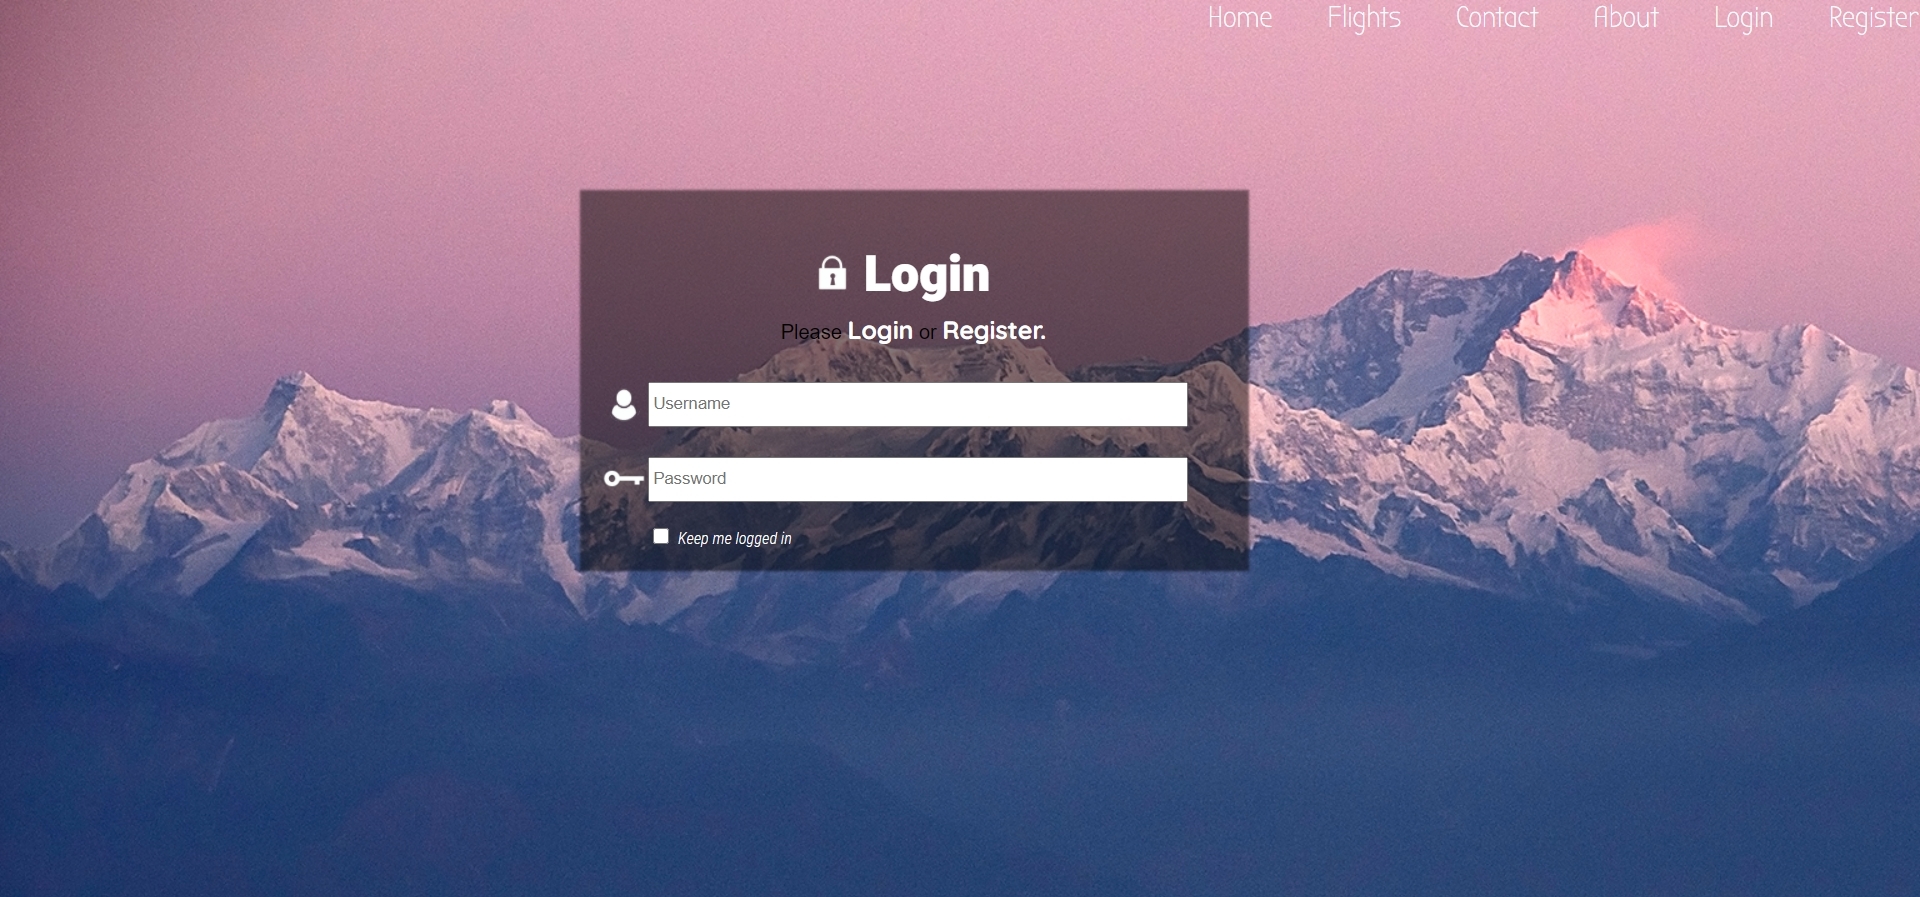 Home Flights Contact About Login Register
Login
Please Login or Register.
Username
Password
Keep me logged in